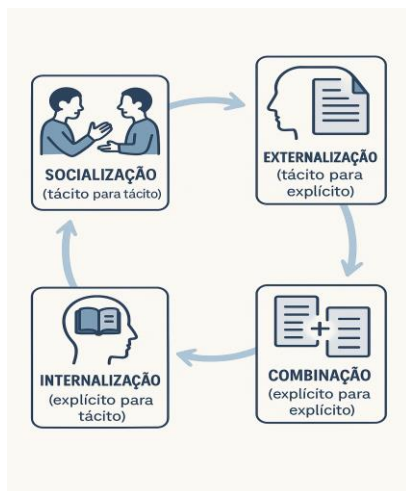 SOCIALIZAÇÃO
(tácito para tácito)
EXTERNALIZAÇÃO
(tácito para
explícito)
COMBINAÇÃO
(explícito para
explícito)
INTERNALIZAÇÃO
(explícito para
tácito)